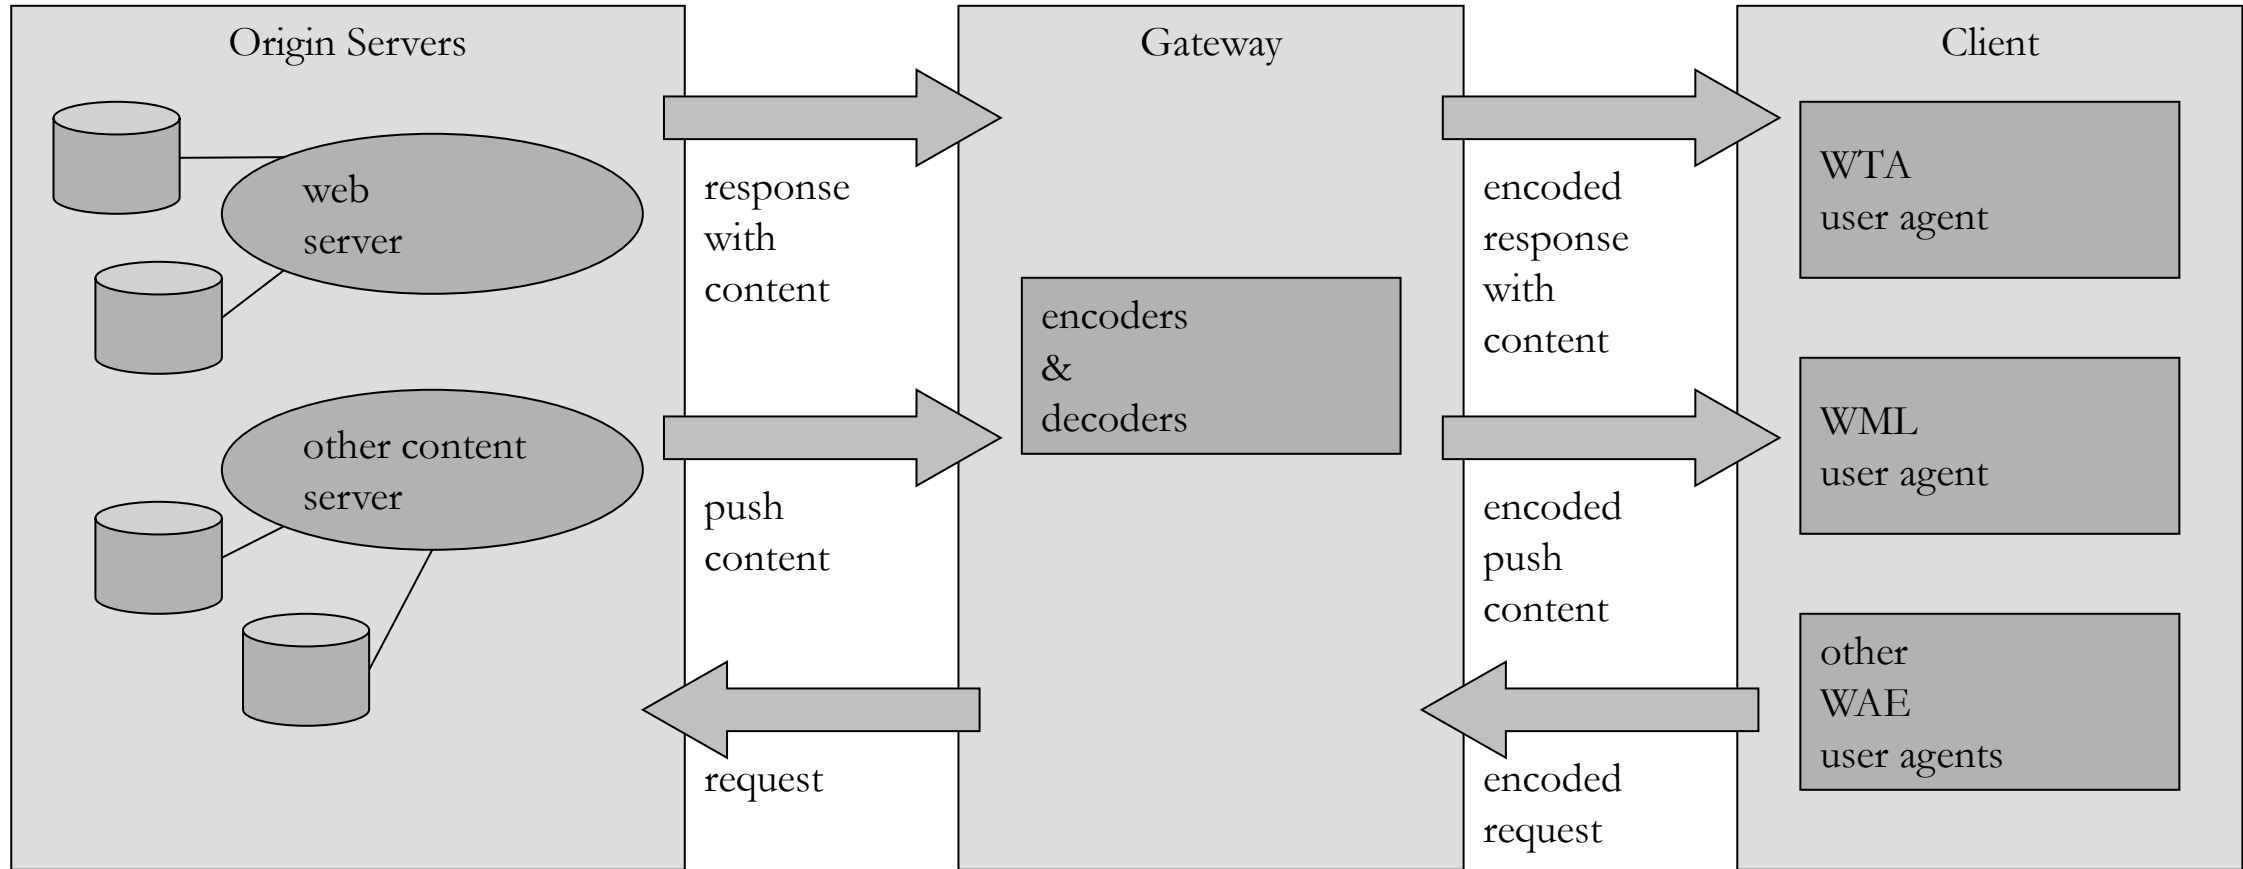 Origin Servers
web
server
other content
server
response
with
content
push
content
request
Gateway
encoders
&
decoders
encoded
response
with
content
encoded
push
content
encoded
request
Client
WTA
user agent
WML
user agent
other
WAE
user agents